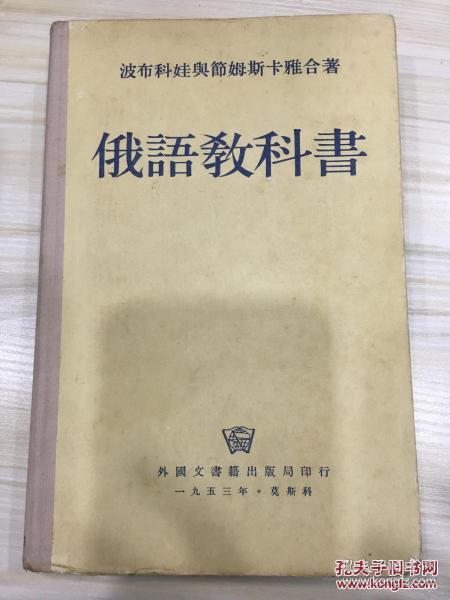 波布科娃與節姆斯卡雅合著
俄語教科書
外國文書籍出版局印行
一九五三年・莫斯科
孔夫子旧书网
www.kongfz.com